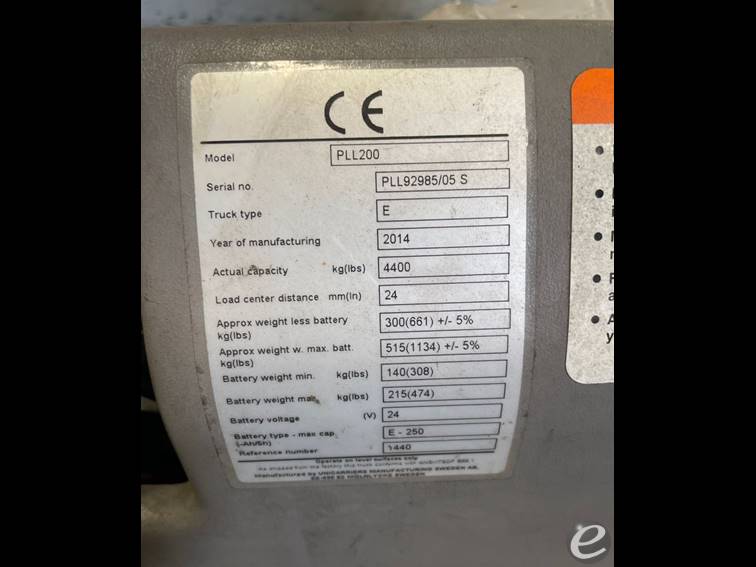 CE
Model PLL200
Serial no. PLL92985/05 S
Truck type E
Year of manufacturing 2014
Actual capacity kg(lbs) 4400
Load center distance mm(In) 24
Approx weight less battery 300(661) +/- 5%
kg(lbs)
Approx weight w. max. batt. 515(1134) +/- 5%
kg(lbs)
Battery weight min. kg(lbs) 140(308)
Battery weight max kg(lbs) 215(474)
Battery voltage (V) 24
Battery type - max cap E - 250
(-Ah/5h)
Reference number 1440
Operate on level surfaces only
Manufactured by UNICARRIERS MANUFACTURING SWEDEN AB,
MOLNLYCKE SWEDEN
e